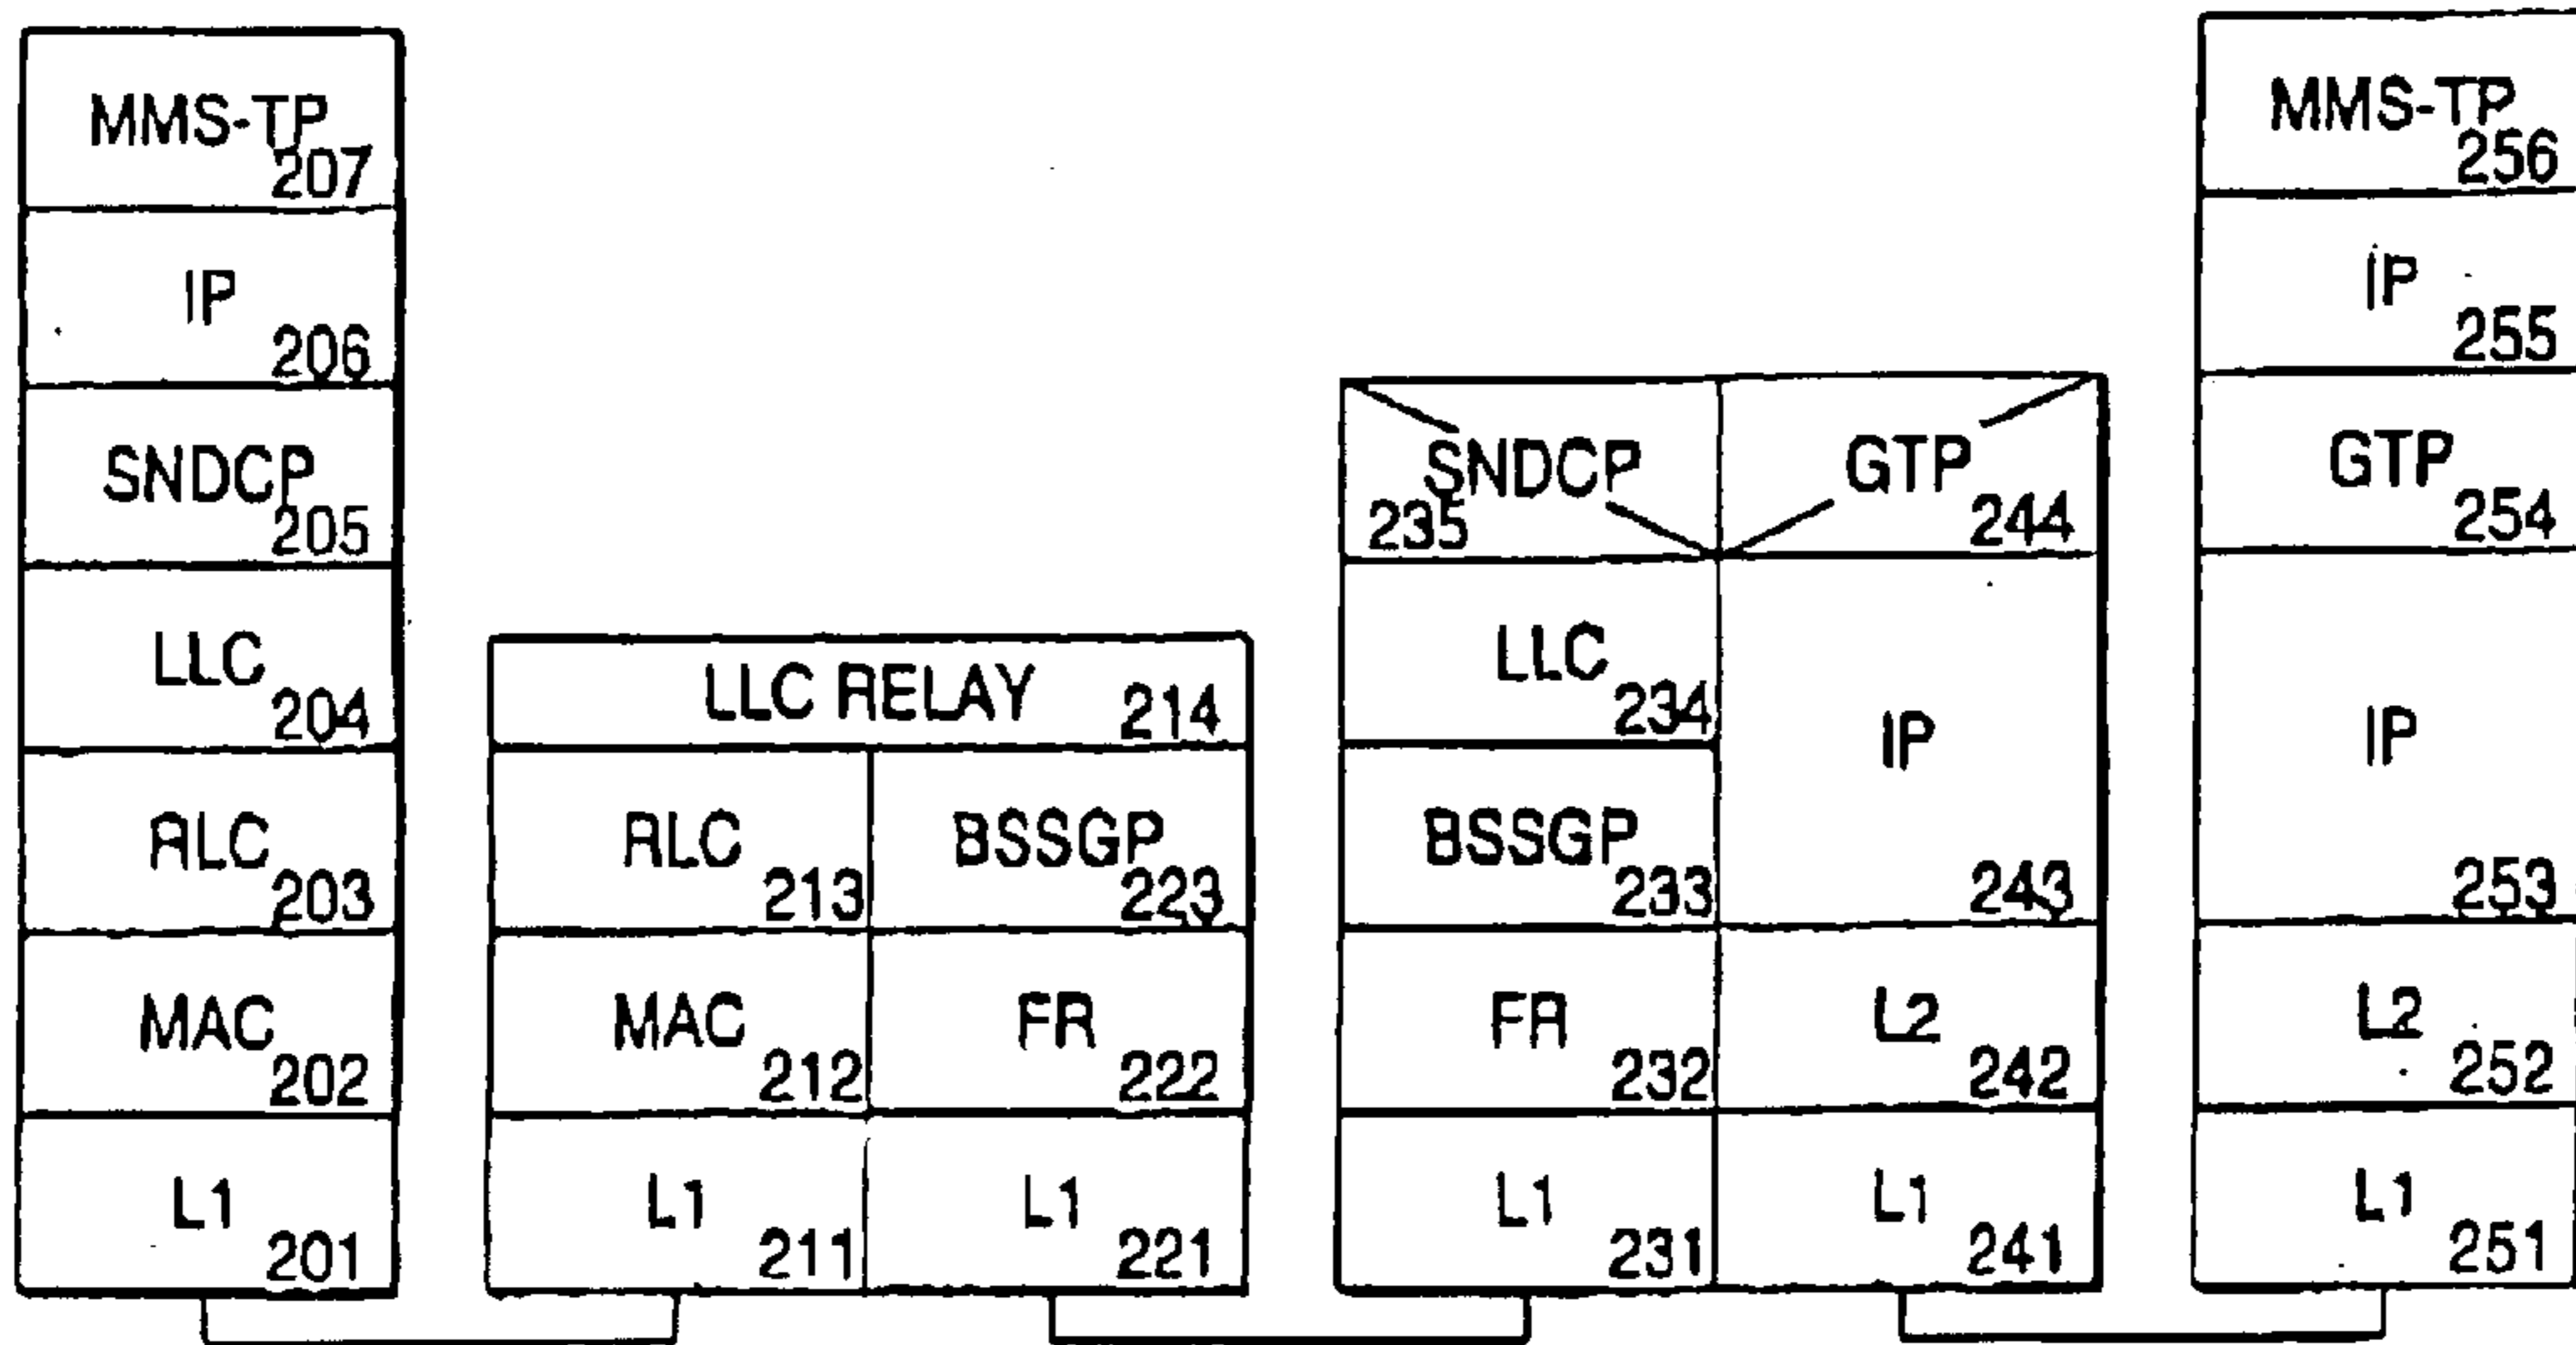 MMS-TP
207
IP
206
SNDCP
205
LLC
204
RLC
203
MAC
202
L1
201
LLC RELAY 214
RLC
213
BSSGP
223
MAC
212
FR
222
L1
211
L1
221
SNDCP
235
GTP
244
LLC
234
IP
243
BSSGP
233
FR
232
L2
242
L1
231
L1
241
MMS-TP
256
IP
255
GTP
254
IP
253
L2
252
L1
251